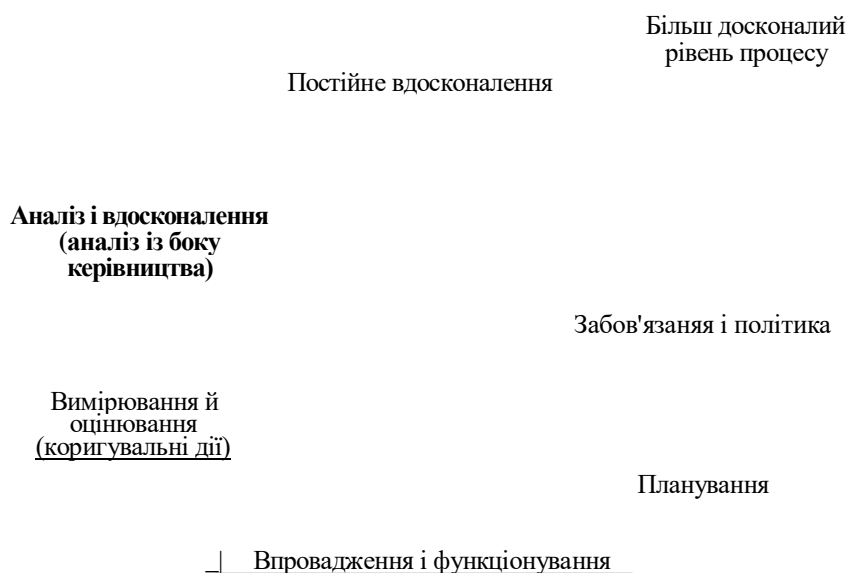 Більш досконалий
рівень процесу
Постійне вдосконалення
Аналіз і вдосконалення
(аналіз із боку
керівництва)
Забов'язаняя і політика
Вимірювання й
оцінювання
(коригувальні дії)
Планування
Впровадження і функціонування